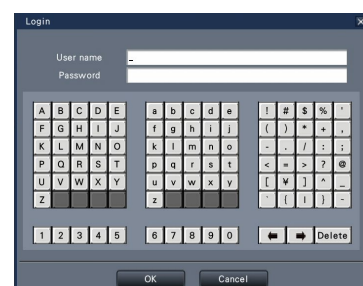 Login ×
User name _
Password
A B C D E a b c d e ! # $ % '
F G H I J f g h i j ( ) * + ,
K L M N O k l m n o - . / : ;
P Q R S T p q r s t < = > ? @
U V W X Y u v w x y [ ¥ ] ^ _
Z z ` { | } ~
1 2 3 4 5 6 7 8 9 0 ← → Delete
OK Cancel